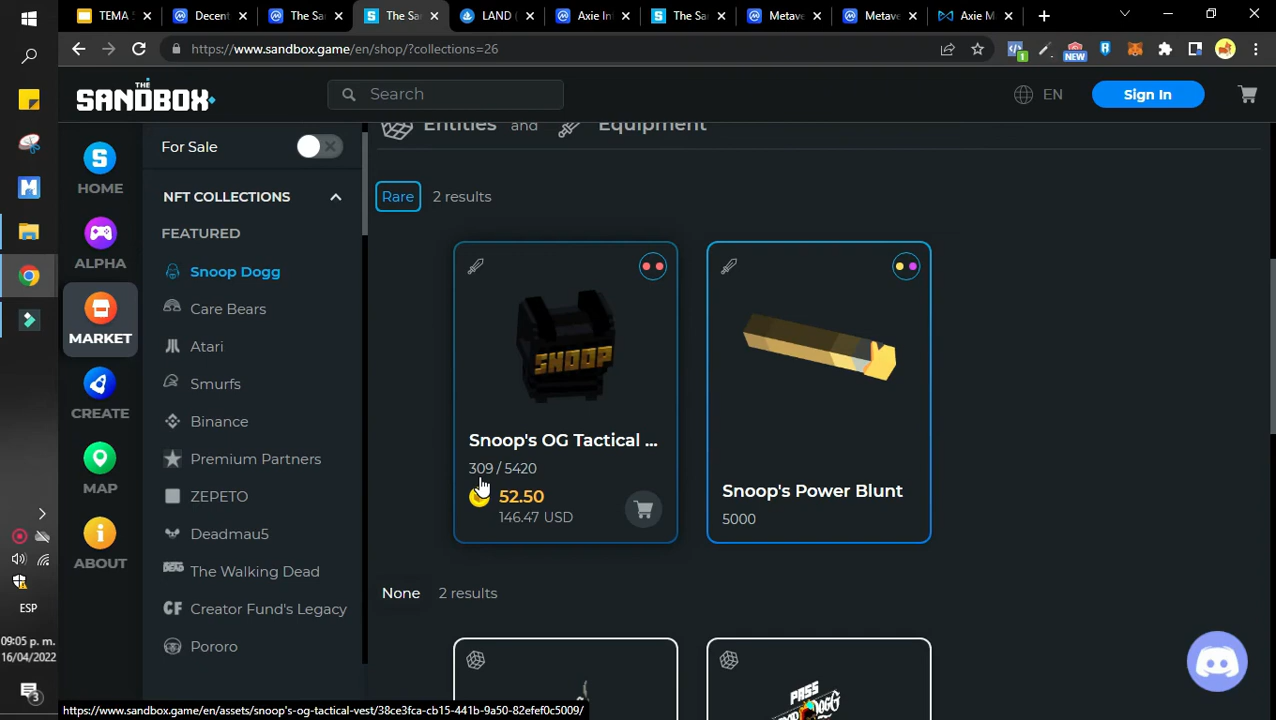 TEMA S
Decent
The Sa
The Sa
LAND (
Axie In
The Sa
Metave
Metave
Axie M
https://www.sandbox.game/en/shop/?collections=26
1
NEW
THE
SANDBOX
Search
EN
Sign In
HOME
ALPHA
MARKET
CREATE
MAP
ABOUT
For Sale
NFT COLLECTIONS
FEATURED
Snoop Dogg
Care Bears
Atari
Smurfs
Binance
Premium Partners
ZEPETO
Deadmau5
The Walking Dead
CF Creator Fund's Legacy
Pororo
Entities and Equipment
Rare 2 results
SNOOP
Snoop's OG Tactical ...
309 / 5420
52.50
146.47 USD
Snoop's Power Blunt
5000
None 2 results
PASS
ESP
09:05 p. m.
16/04/2022
3
https://www.sandbox.game/en/assets/snoop's-og-tactical-vest/38ce3fca-cb15-441b-9a50-82efef0c5009/